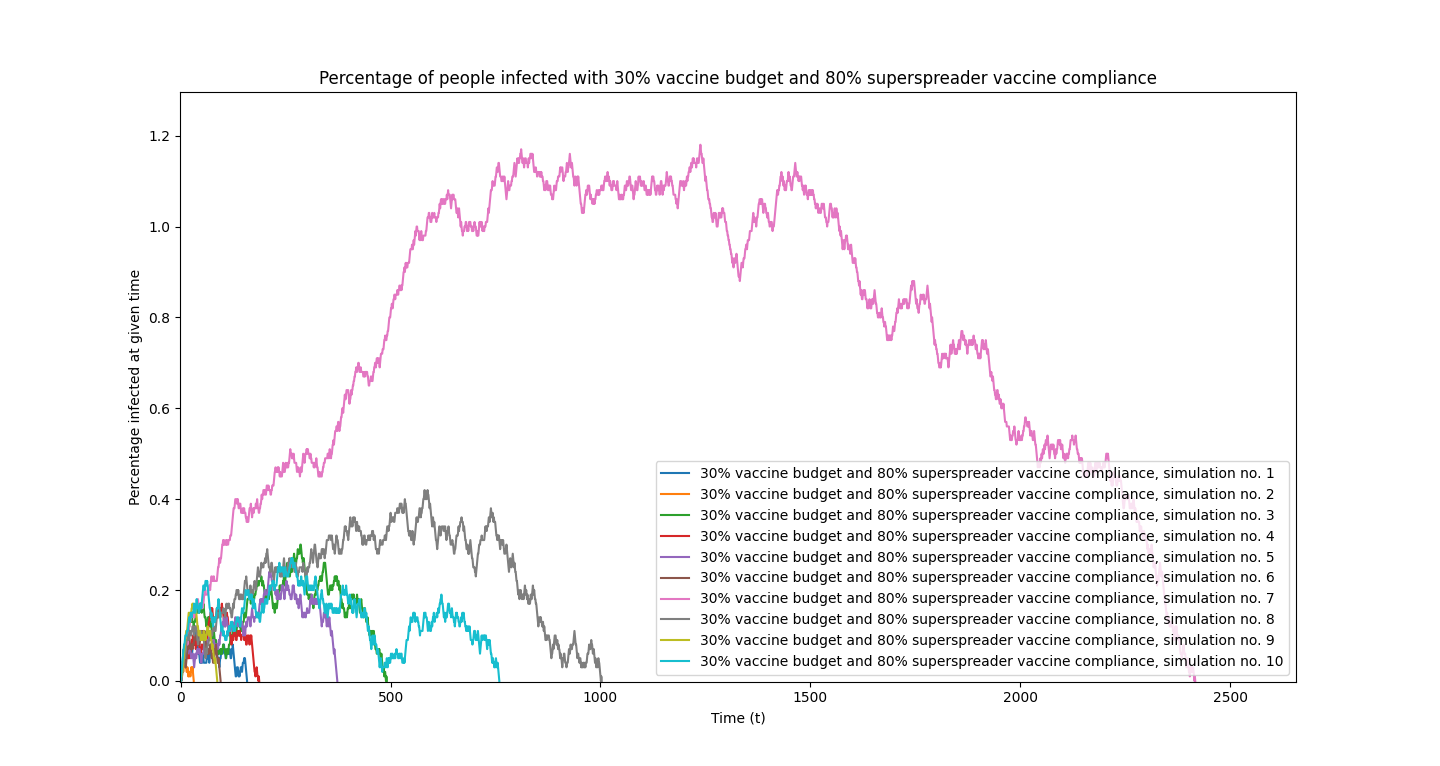 Percentage of people infected with 30% vaccine budget and 80% superspreader vaccine compliance
Percentage infected at given time
1.2
1.0
0.8
0.6
0.4
0.2
0.0
30% vaccine budget and 80% superspreader vaccine compliance, simulation no. 1
30% vaccine budget and 80% superspreader vaccine compliance, simulation no. 2
30% vaccine budget and 80% superspreader vaccine compliance, simulation no. 3
30% vaccine budget and 80% superspreader vaccine compliance, simulation no. 4
30% vaccine budget and 80% superspreader vaccine compliance, simulation no. 5
30% vaccine budget and 80% superspreader vaccine compliance, simulation no. 6
30% vaccine budget and 80% superspreader vaccine compliance, simulation no. 7
30% vaccine budget and 80% superspreader vaccine compliance, simulation no. 8
30% vaccine budget and 80% superspreader vaccine compliance, simulation no. 9
30% vaccine budget and 80% superspreader vaccine compliance, simulation no. 10
0 500 1000 1500 2000 2500
Time (t)